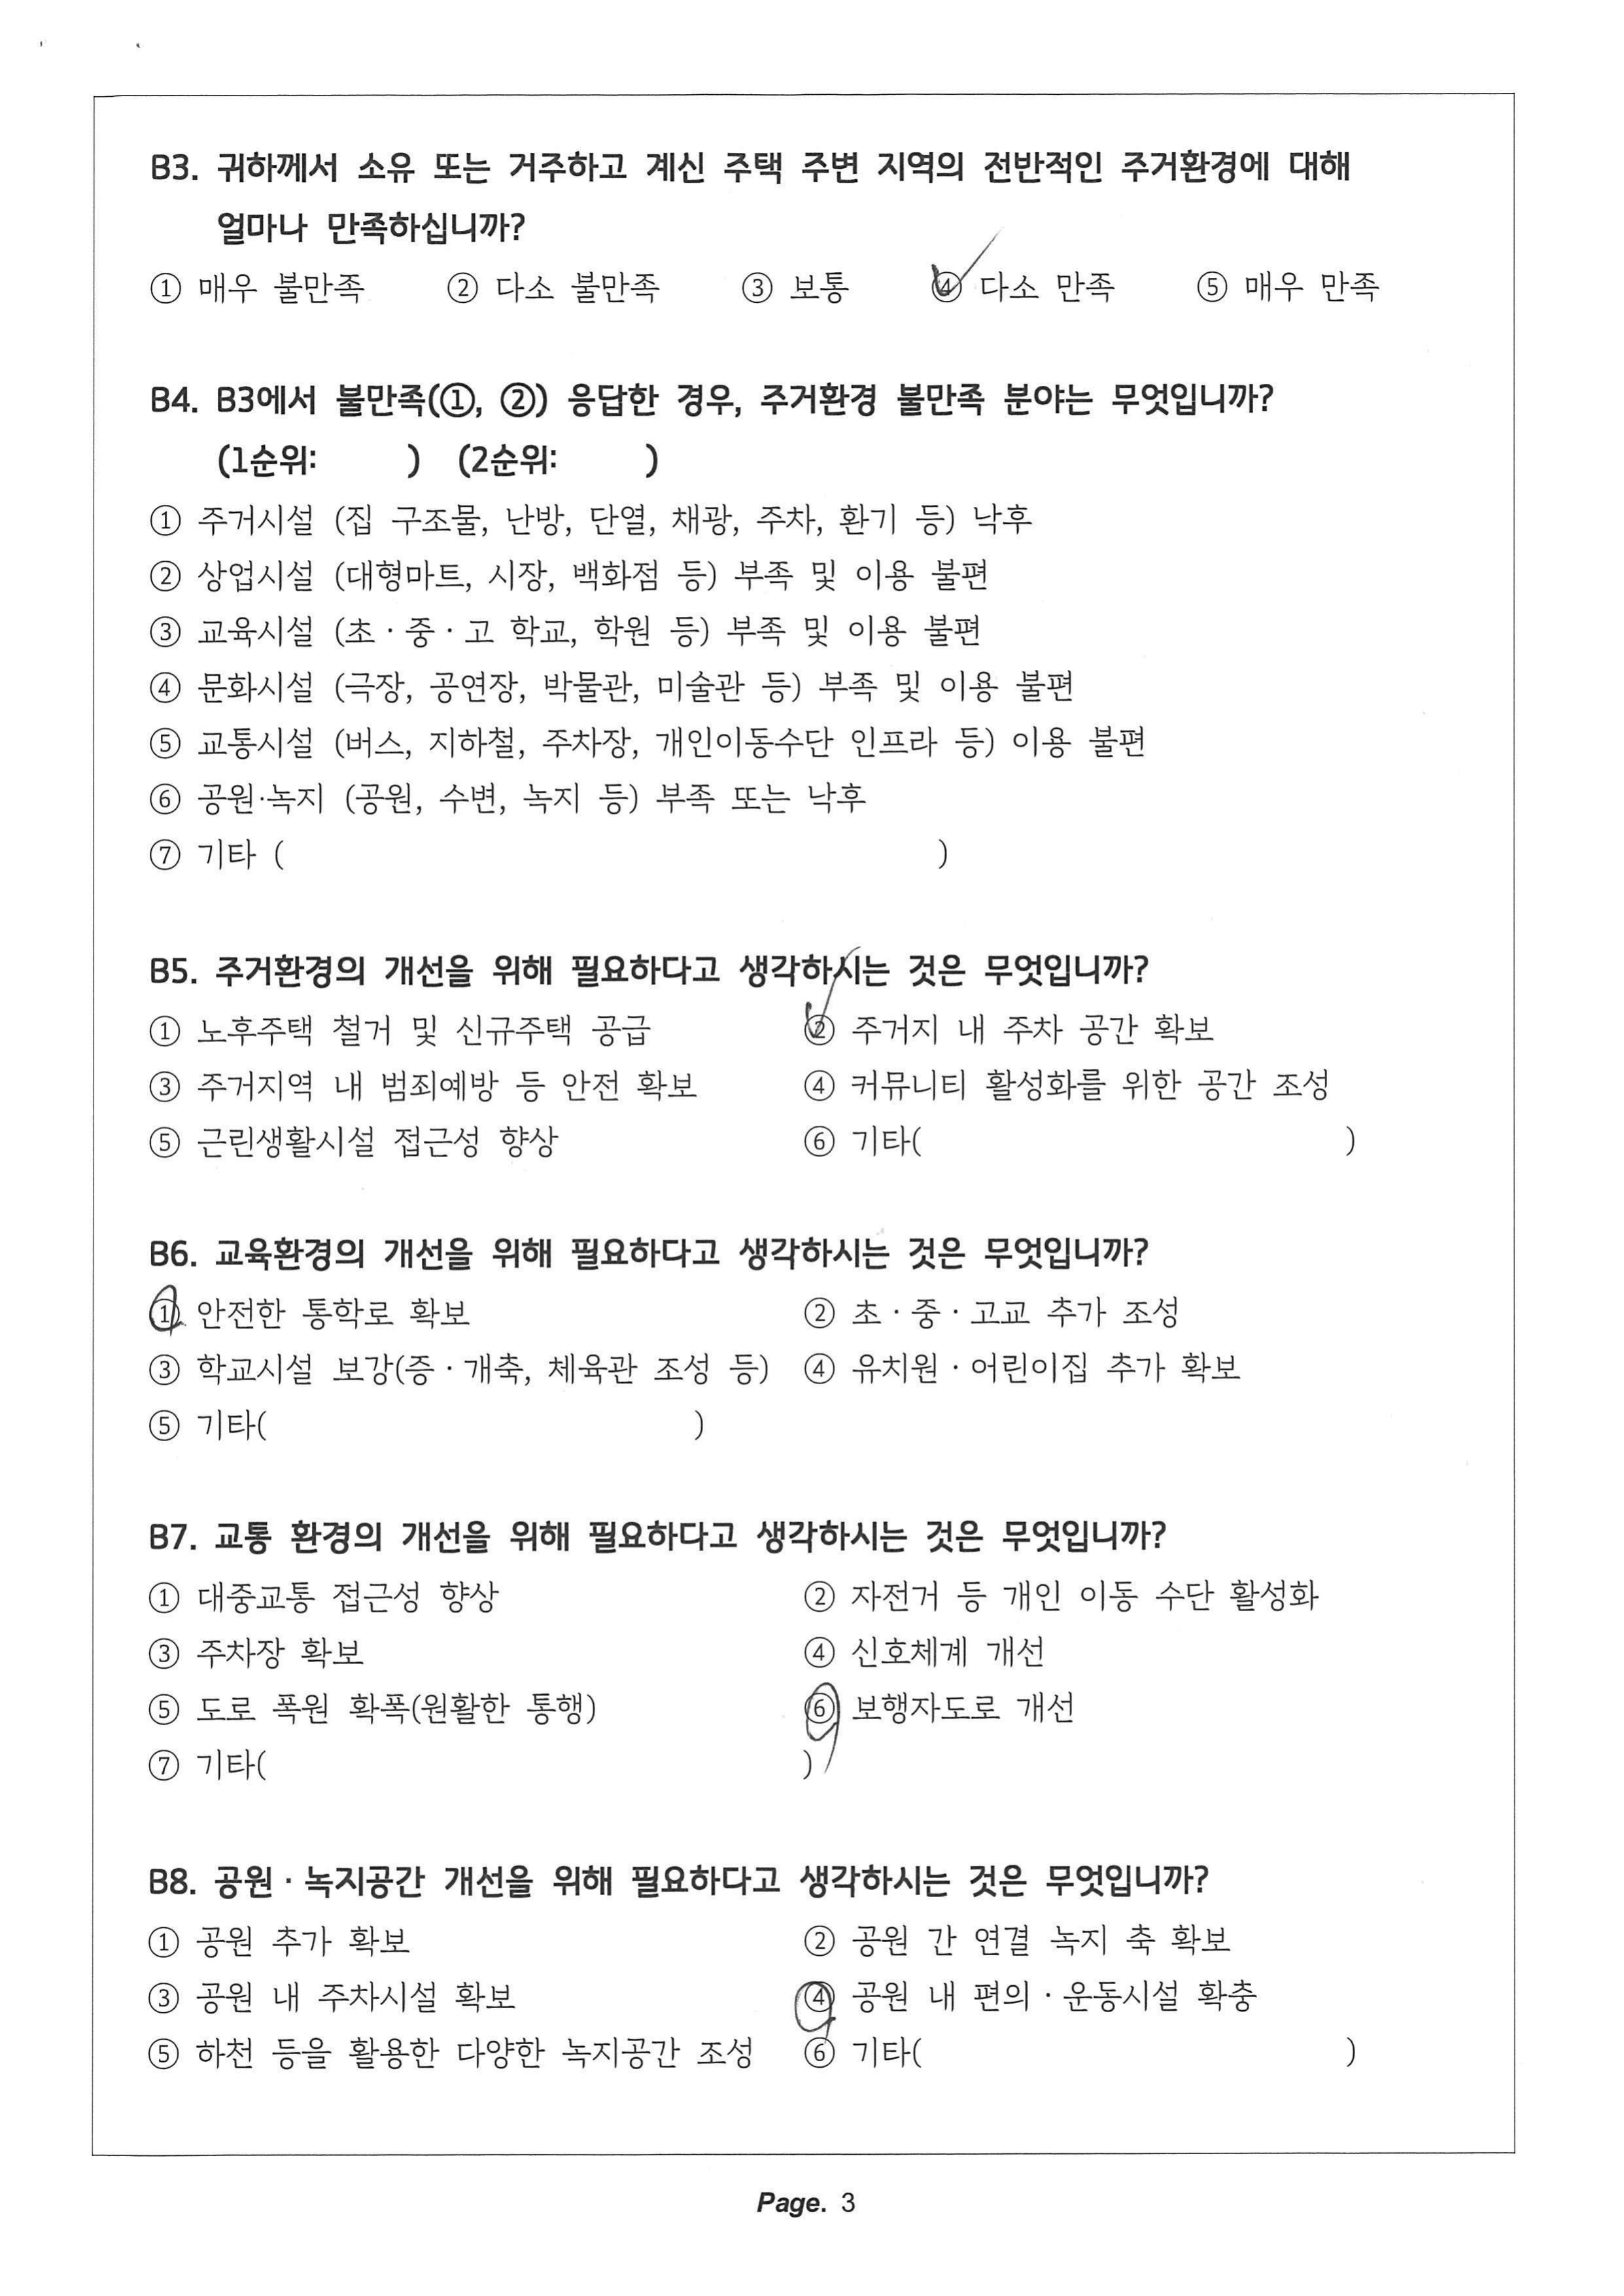 B3. 귀하께서 소유 또는 거주하고 계신 주택 주변 지역의 전반적인 주거환경에 대해
얼마나 만족하십니까?
① 매우 불만족 ② 다소 불만족 ③ 보통 ④ 다소 만족 ⑤ 매우 만족
B4. B3에서 불만족(①, ②) 응답한 경우, 주거환경 불만족 분야는 무엇입니까?
(1순위: ) (2순위: )
① 주거시설 (집 구조물, 난방, 단열, 채광, 주차, 환기 등) 낙후
② 상업시설 (대형마트, 시장, 백화점 등) 부족 및 이용 불편
③ 교육시설 (초 · 중 · 고 학교, 학원 등) 부족 및 이용 불편
④ 문화시설 (극장, 공연장, 박물관, 미술관 등) 부족 및 이용 불편
⑤ 교통시설 (버스, 지하철, 주차장, 개인이동수단 인프라 등) 이용 불편
⑥ 공원·녹지 (공원, 수변, 녹지 등) 부족 또는 낙후
⑦ 기타 ( )
B5. 주거환경의 개선을 위해 필요하다고 생각하시는 것은 무엇입니까?
① 노후주택 철거 및 신규주택 공급 ② 주거지 내 주차 공간 확보
③ 주거지역 내 범죄예방 등 안전 확보 ④ 커뮤니티 활성화를 위한 공간 조성
⑤ 근린생활시설 접근성 향상 ⑥ 기타( )
B6. 교육환경의 개선을 위해 필요하다고 생각하시는 것은 무엇입니까?
① 안전한 통학로 확보 ② 초 · 중 · 고교 추가 조성
③ 학교시설 보강(증 · 개축, 체육관 조성 등) ④ 유치원 · 어린이집 추가 확보
⑤ 기타( )
B7. 교통 환경의 개선을 위해 필요하다고 생각하시는 것은 무엇입니까?
① 대중교통 접근성 향상 ② 자전거 등 개인 이동 수단 활성화
③ 주차장 확보 ④ 신호체계 개선
⑤ 도로 폭원 확폭(원활한 통행) ⑥ 보행자도로 개선
⑦ 기타( )
B8. 공원 · 녹지공간 개선을 위해 필요하다고 생각하시는 것은 무엇입니까?
① 공원 추가 확보 ② 공원 간 연결 녹지 축 확보
③ 공원 내 주차시설 확보 ④ 공원 내 편의 · 운동시설 확충
⑤ 하천 등을 활용한 다양한 녹지공간 조성 ⑥ 기타( )
Page. 3